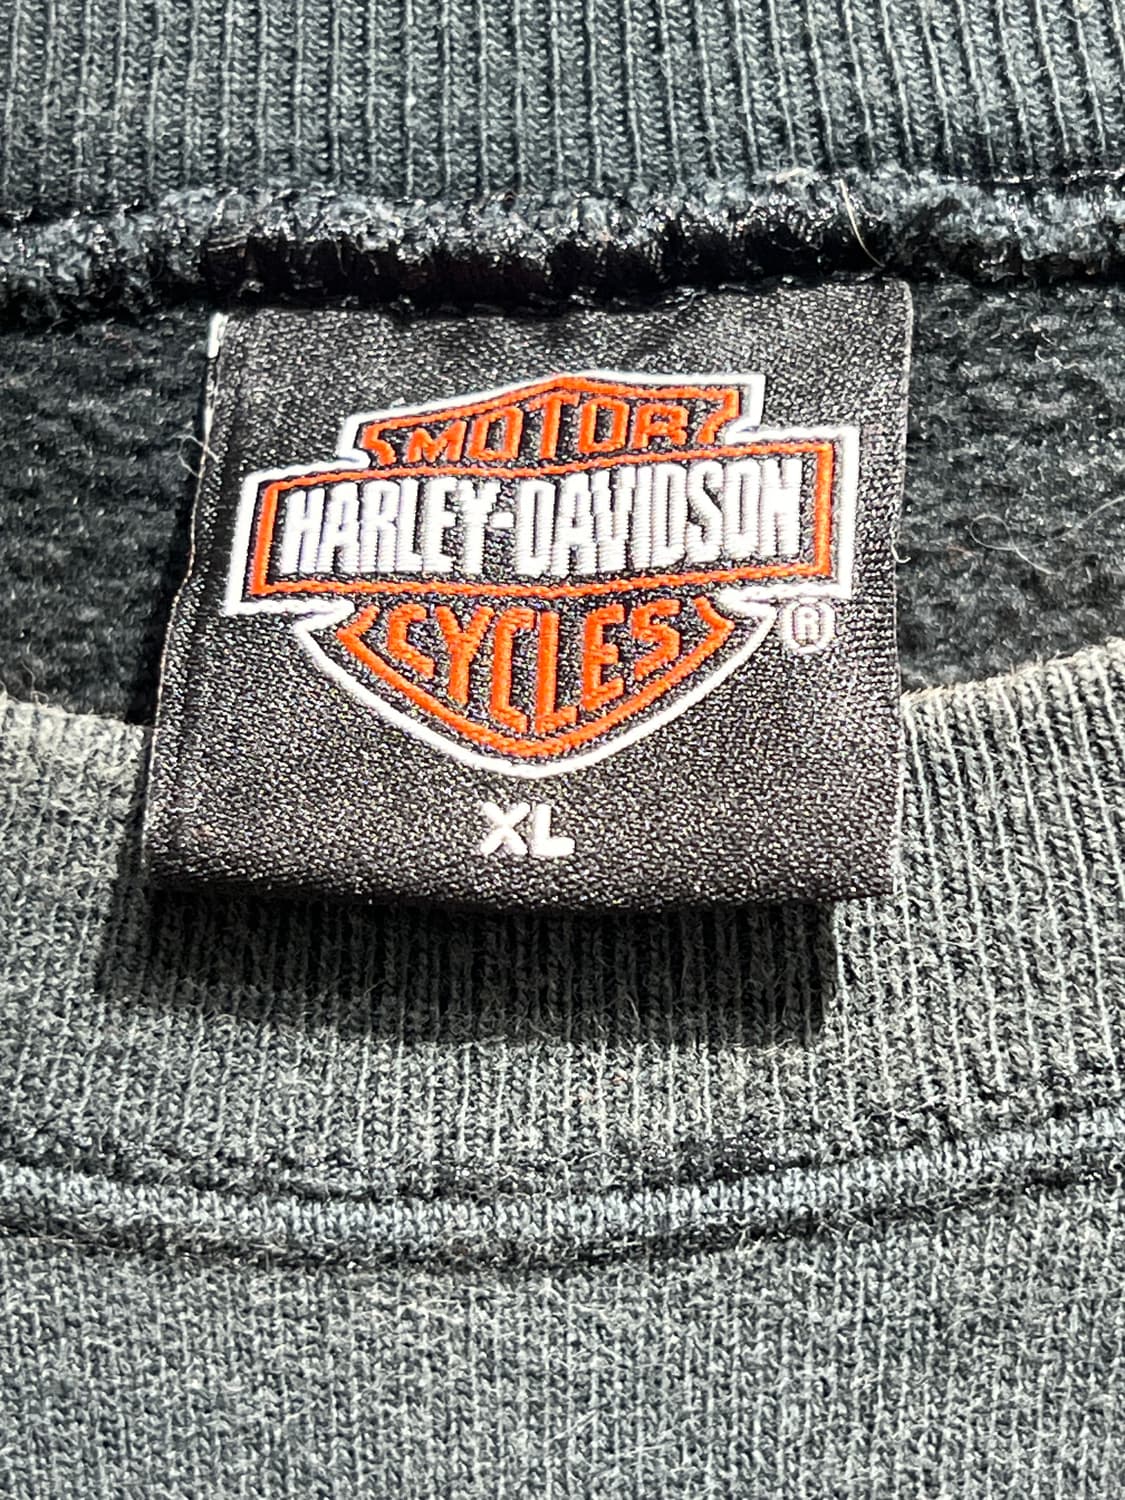 MOTOR
HARLEY-DAVIDSON
CYCLES
®
XL